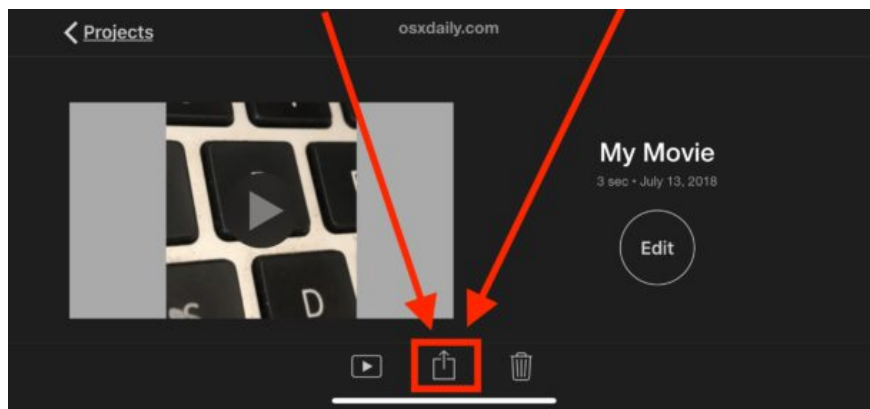 Projects
osxdaily.com
My Movie
3 sec • July 13, 2018
Edit
S
D